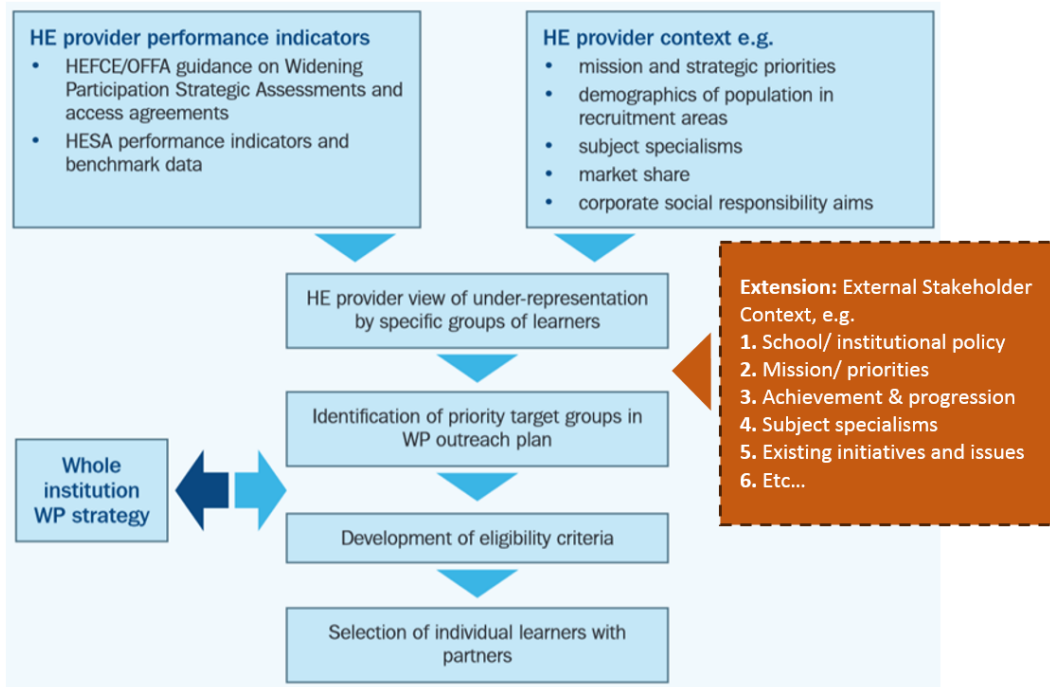 HE provider performance indicators
• HEFCE/OFFA guidance on Widening
Participation Strategic Assessments and
access agreements
• HESA performance indicators and
benchmark data
HE provider context e.g.
• mission and strategic priorities
• demographics of population in
recruitment areas
• subject specialisms
• market share
• corporate social responsibility aims
HE provider view of under-representation
by specific groups of learners
Extension: External Stakeholder
Context, e.g.
1. School/ institutional policy
2. Mission/ priorities
3. Achievement & progression
4. Subject specialisms
5. Existing initiatives and issues
6. Etc...
Identification of priority target groups in
WP outreach plan
Whole
institution
WP strategy
Development of eligibility criteria
Selection of individual learners with
partners